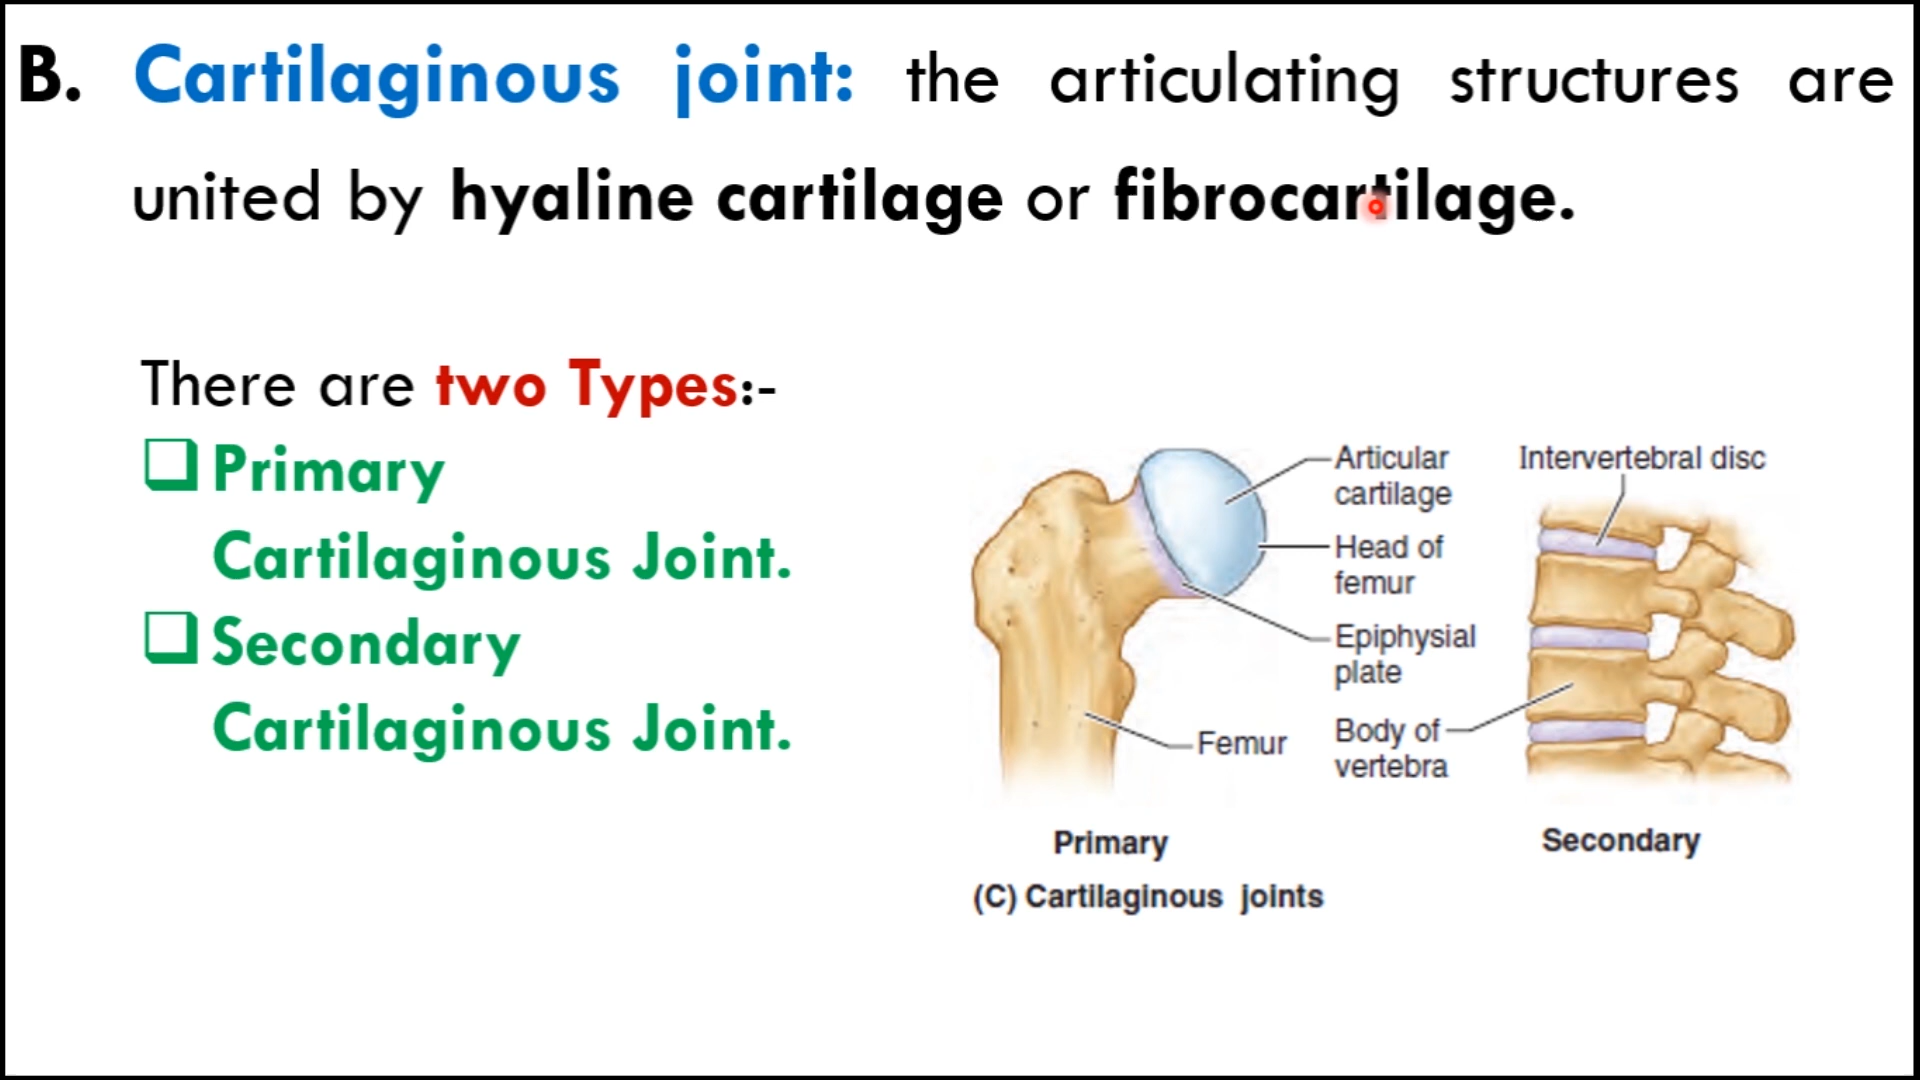 B. Cartilaginous joint: the articulating structures are
united by hyaline cartilage or fibrocartilage.
There are two Types:-
❑ Primary
Cartilaginous Joint.
❑ Secondary
Cartilaginous Joint.
Articular
cartilage
Head of
femur
Epiphysial
plate
Femur
Intervertebral disc
Body of
vertebra
Primary
Secondary
(C) Cartilaginous joints